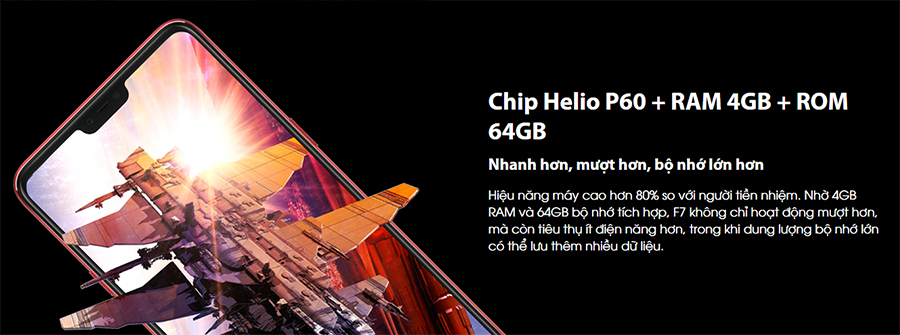 Chip Helio P60 + RAM 4GB + ROM
64GB
Nhanh hơn, mượt hơn, bộ nhớ lớn hơn
Hiệu năng máy cao hơn 80% so với người tiền nhiệm. Nhờ 4GB
RAM và 64GB bộ nhớ tích hợp, F7 không chỉ hoạt động mượt hơn,
mà còn tiêu thụ ít điện năng hơn, trong khi dung lượng bộ nhớ lớn
có thể lưu thêm nhiều dữ liệu.